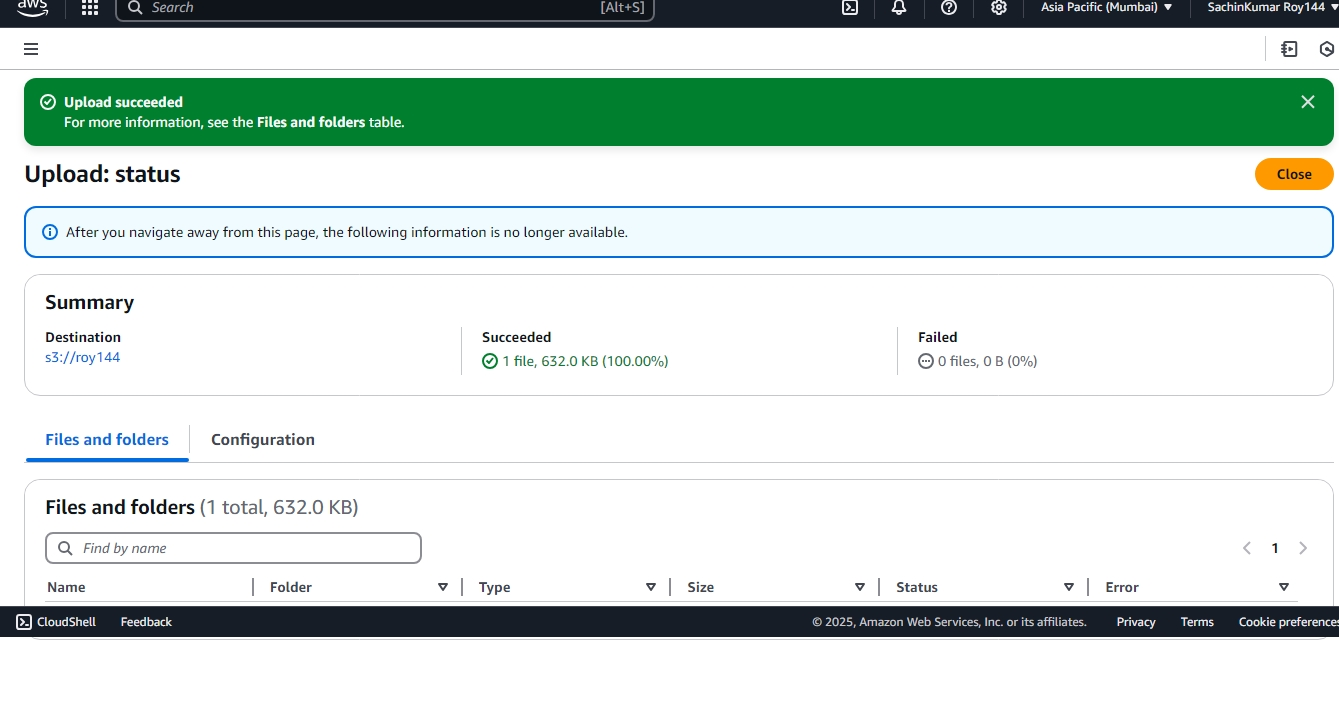 aws
Search [Alt+S] Asia Pacific (Mumbai) SachinKumar Roy144
Upload succeeded
For more information, see the Files and folders table.
Upload: status Close
After you navigate away from this page, the following information is no longer available.
Summary
Destination Succeeded Failed
s3://roy144 1 file, 632.0 KB (100.00%) 0 files, 0 B (0%)
Files and folders Configuration
Files and folders (1 total, 632.0 KB)
Find by name 1
Name Folder Type Size Status Error
CloudShell Feedback © 2025, Amazon Web Services, Inc. or its affiliates. Privacy Terms Cookie preferences